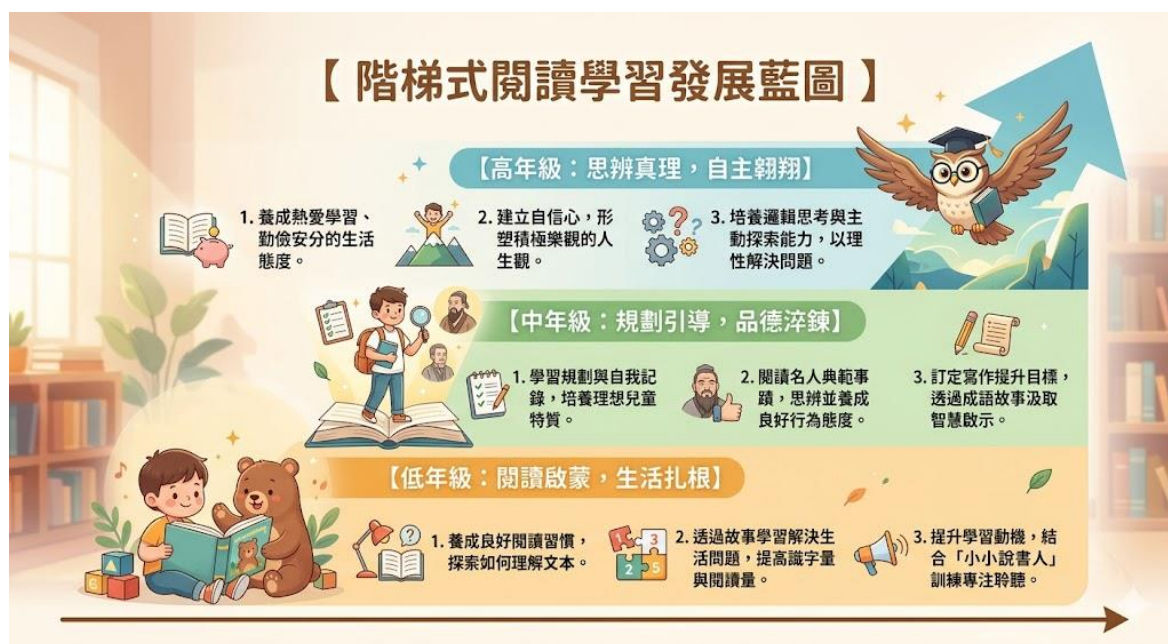 【階梯式閱讀學習發展藍圖】
【高年級：思辨真理，自主翱翔】
1. 養成熱愛學習、
勤儉安分的生活
態度。
2. 建立自信心，形
塑積極樂觀的人
生觀。
3. 培養邏輯思考與主
動探索能力，以理
性解決問題。
【中年級：規劃引導，品德淬鍊】
1. 學習規劃與自我記
錄，培養理想兒童
特質。
2. 閱讀名人典範事
蹟，思辨並養成
良好行為態度。
3. 訂定寫作提升目標，
透過成語故事汲取
智慧啟示。
【低年級：閱讀啟蒙，生活扎根】
1. 養成良好閱讀習慣，
探索如何理解文本。
2. 透過故事學習解決生
活問題，提高識字量
與閱讀量。
3. 提升學習動機，結
合「小小說書人」
訓練專注聆聽。